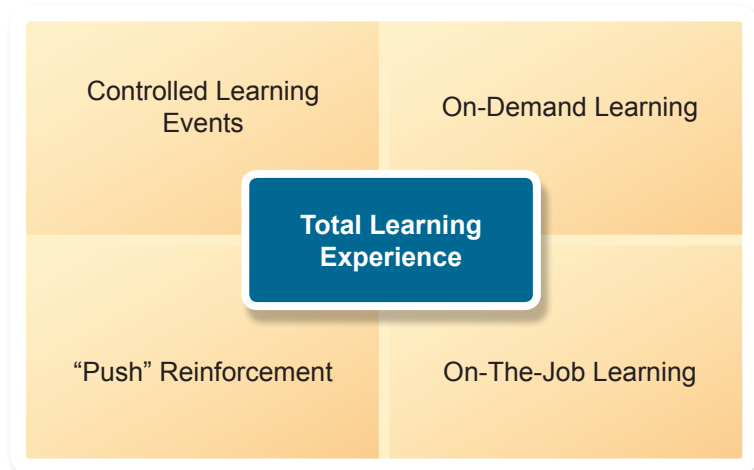 Controlled Learning
Events
On-Demand Learning
Total Learning
Experience
“Push” Reinforcement
On-The-Job Learning